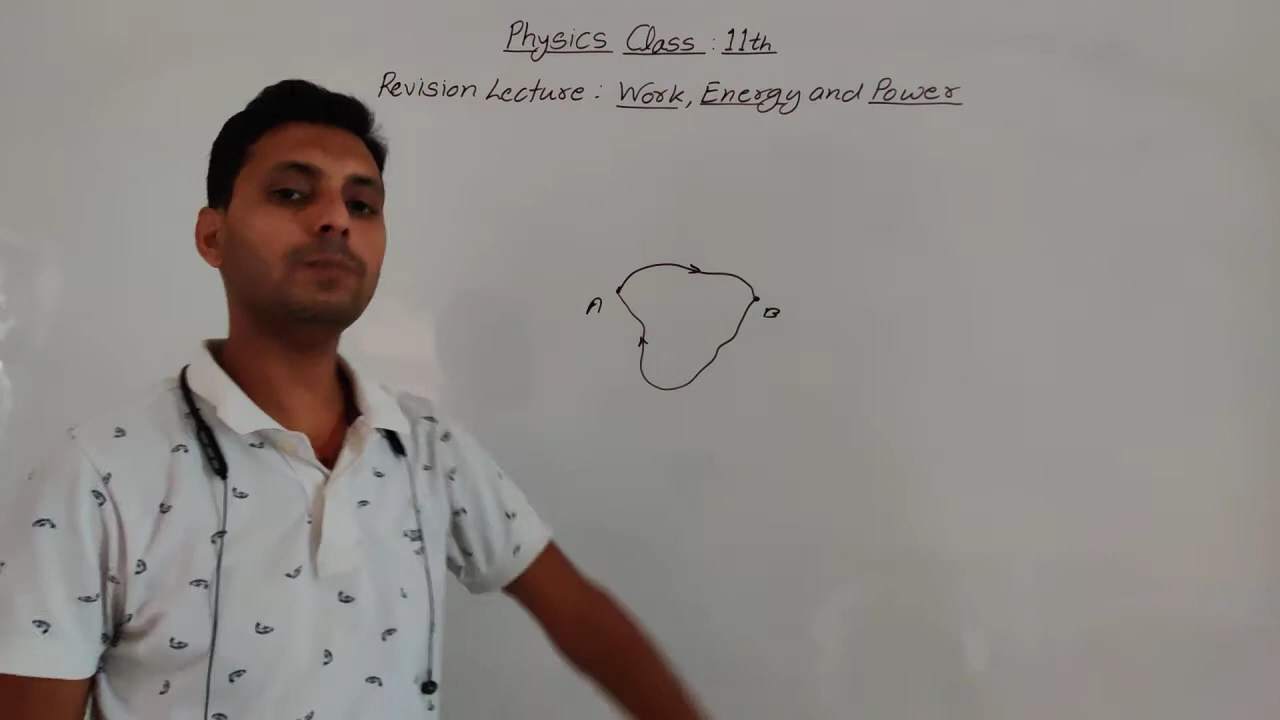 Physics Class : 11th
Revision Lecture : Work, Energy and Power
A
B